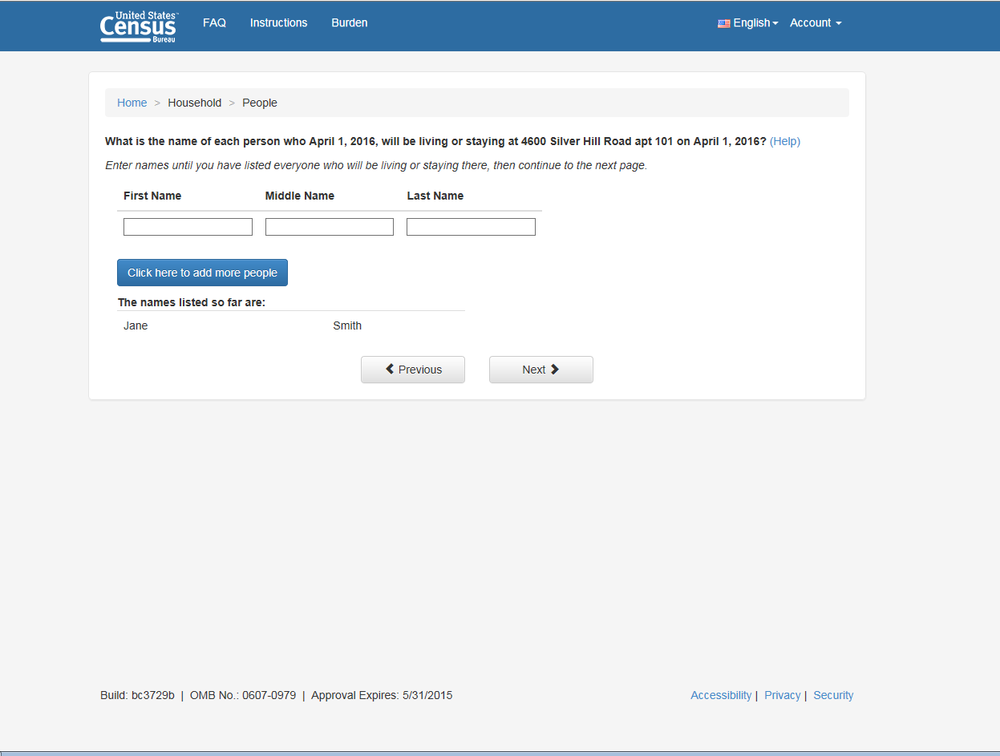 United States™
Census
Bureau
FAQ Instructions Burden English Account
Home > Household > People
What is the name of each person who April 1, 2016, will be living or staying at 4600 Silver Hill Road apt 101 on April 1, 2016? (Help)
Enter names until you have listed everyone who will be living or staying there, then continue to the next page.
First Name Middle Name Last Name
Click here to add more people
The names listed so far are:
Jane Smith
Previous Next
Build: bc3729b | OMB No.: 0607-0979 | Approval Expires: 5/31/2015 Accessibility | Privacy | Security